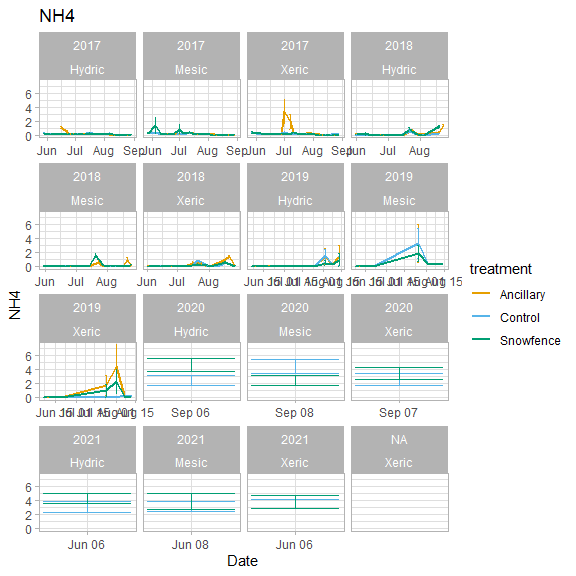 NH4
2017 2017 2017 2018
Hydric Mesic Xeric Hydric
6
4
2
0
Jun Jul Aug Sep Jun Jul Aug Sep Jun Jul Aug Sep Jun Jul Aug
2018 2018 2019 2019
Mesic Xeric Hydric Mesic
6
4
2
0
Jun Jul Aug Jun Jul Aug
treatment
Ancillary
Control
Snowfence
NH4
2019 2020 2020 2020
Xeric Hydric Mesic Xeric
6
4
2
0
Sep 06 Sep 08 Sep 07
2021 2021 2021 NA
Hydric Mesic Xeric Xeric
6
4
2
0
Jun 06 Jun 08 Jun 06
Date